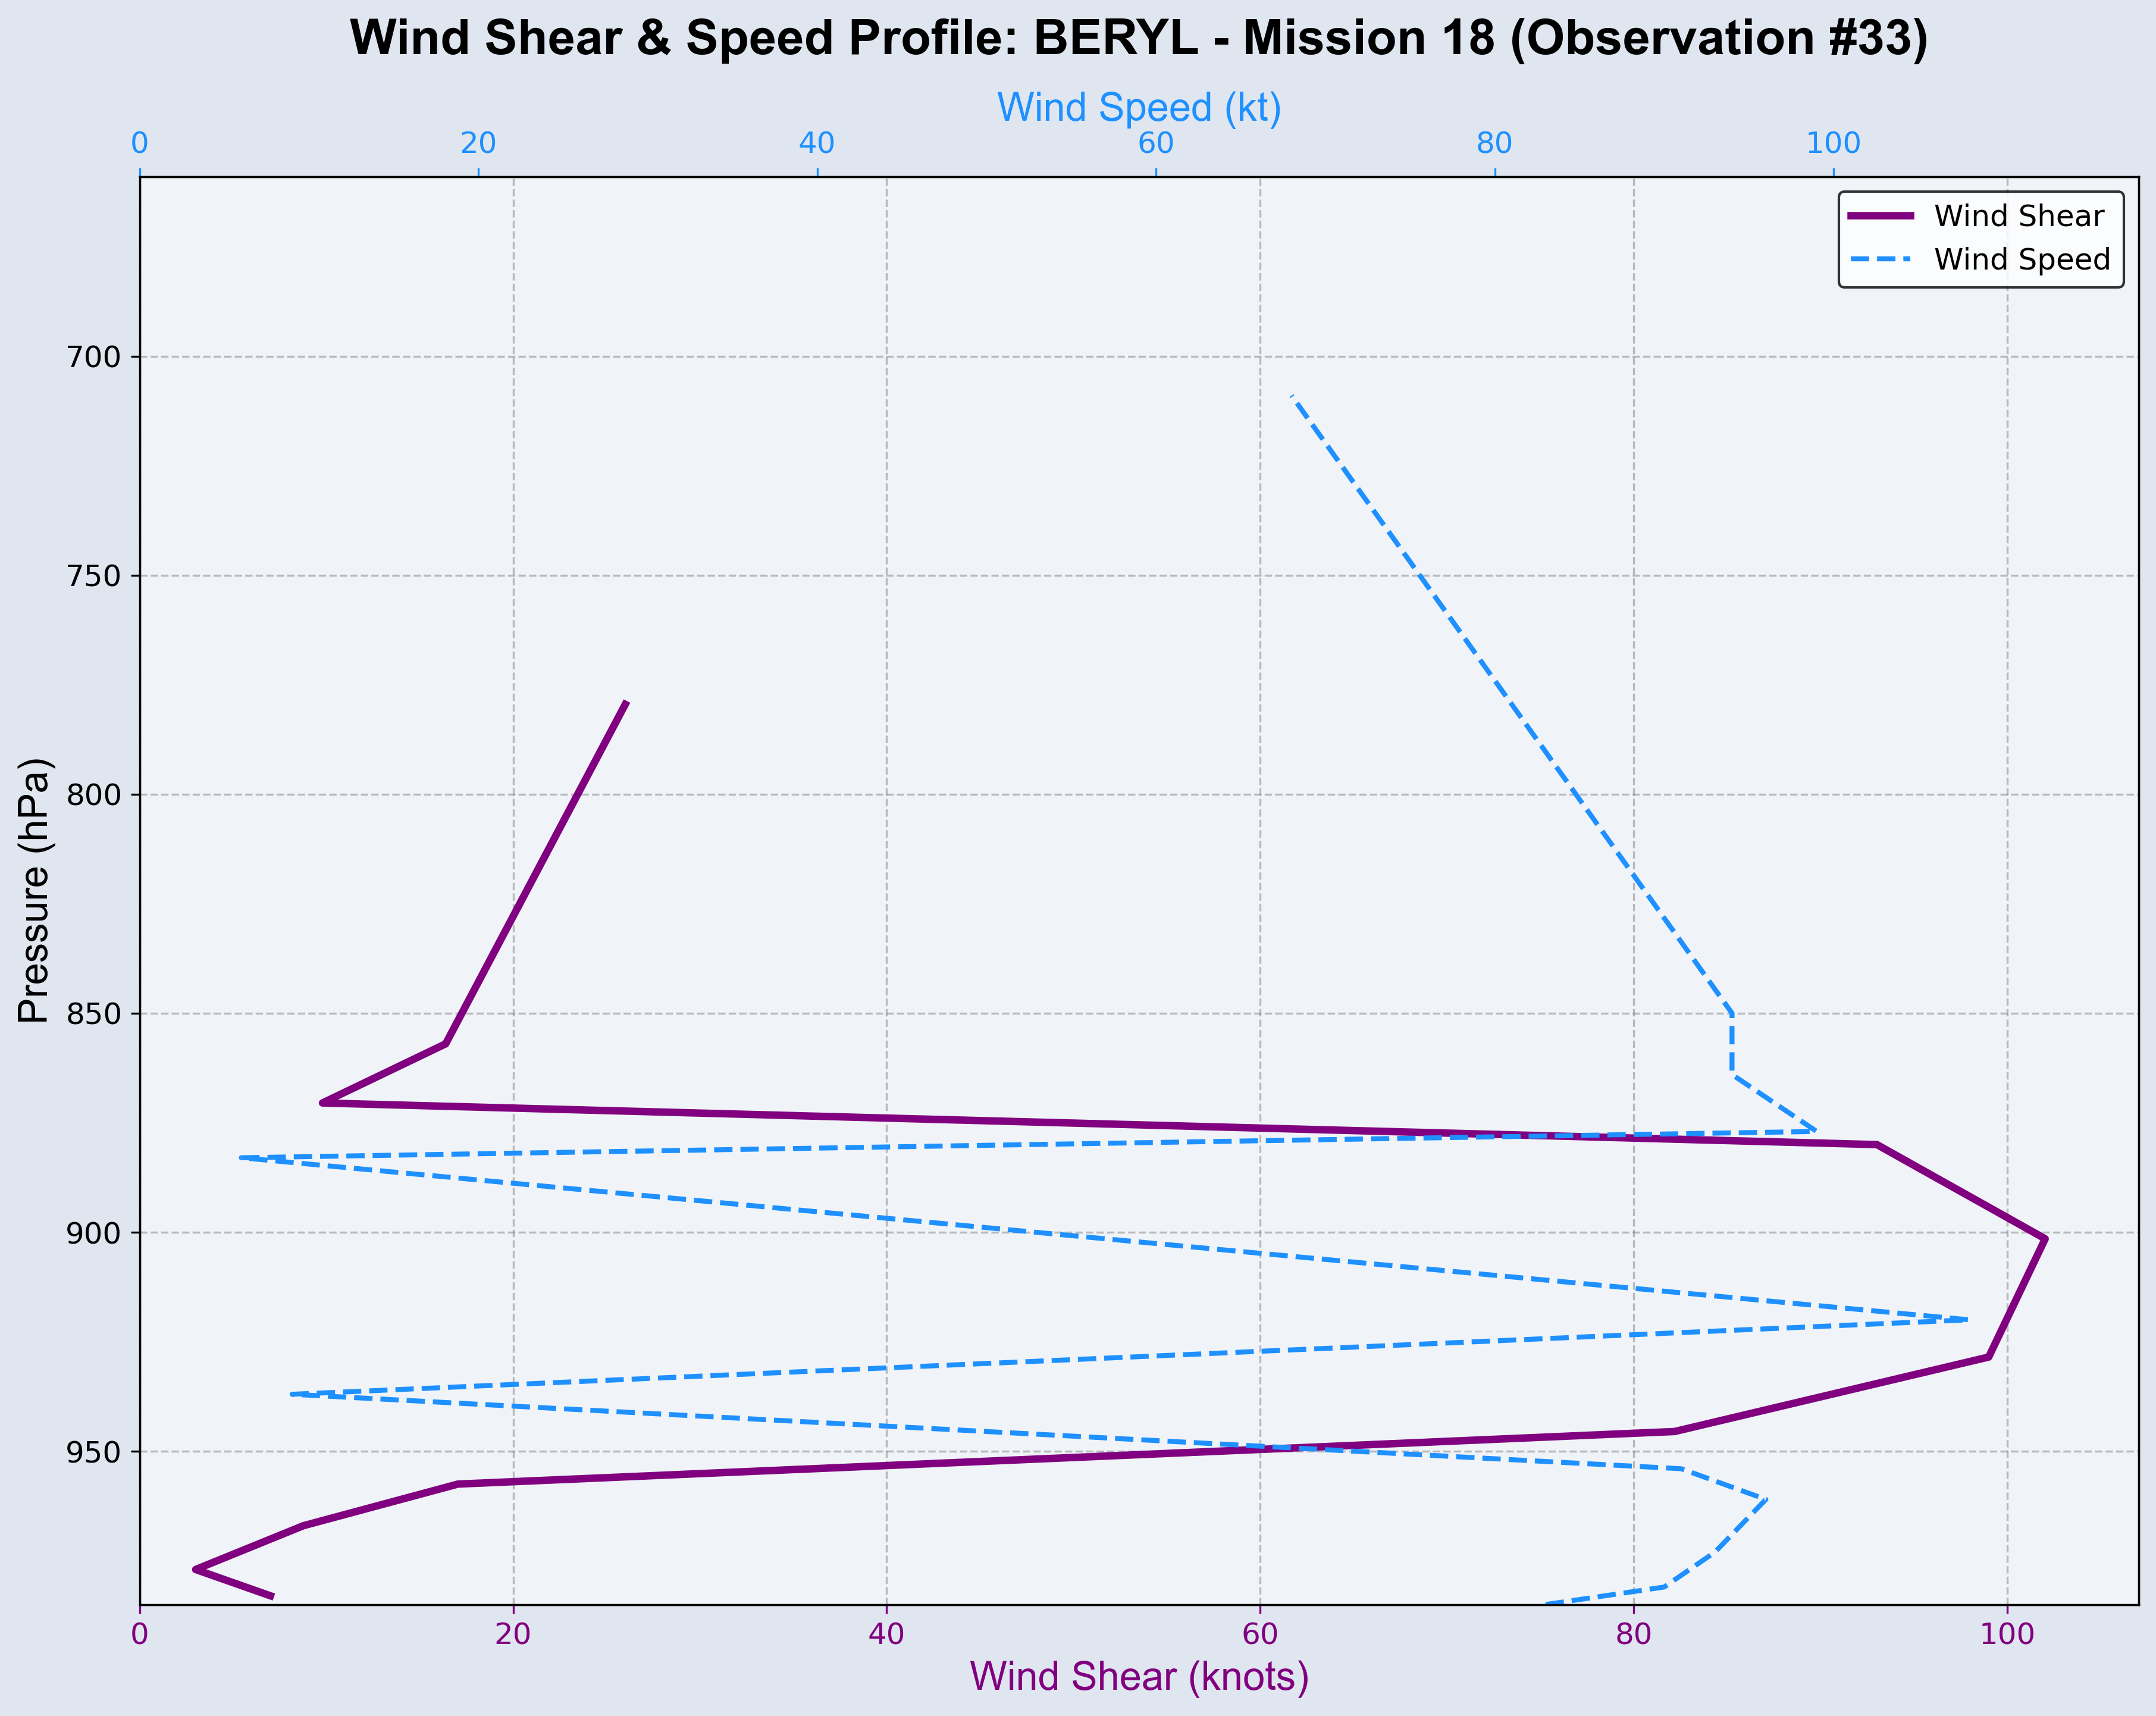 Wind Shear & Speed Profile: BERYL - Mission 18 (Observation #33)
Wind Speed (kt)
0 20 40 60 80 100
Wind Shear
Wind Speed
700
750
800
850
900
950
Pressure (hPa)
0 20 40 60 80 100
Wind Shear (knots)